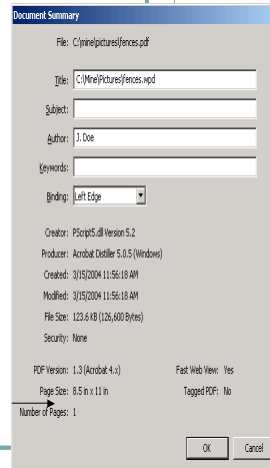 Document Summary
File: C:\mine\pictures\fences.pdf
Title: C:\Mine\Pictures\fences.wpd
Subject:
Author: J. Doe
Keywords:
Binding: Left Edge
Creator: PScript5.dll Version 5.2
Producer: Acrobat Distiller 5.0.5 (Windows)
Created: 3/15/2004 11:56:18 AM
Modified: 3/15/2004 11:56:18 AM
File Size: 123.6 KB (126,600 Bytes)
Security: None
PDF Version: 1.3 (Acrobat 4.x) Fast Web View: Yes
Page Size: 8.5 in x 11 in Tagged PDF: No
Number of Pages: 1
OK Cancel